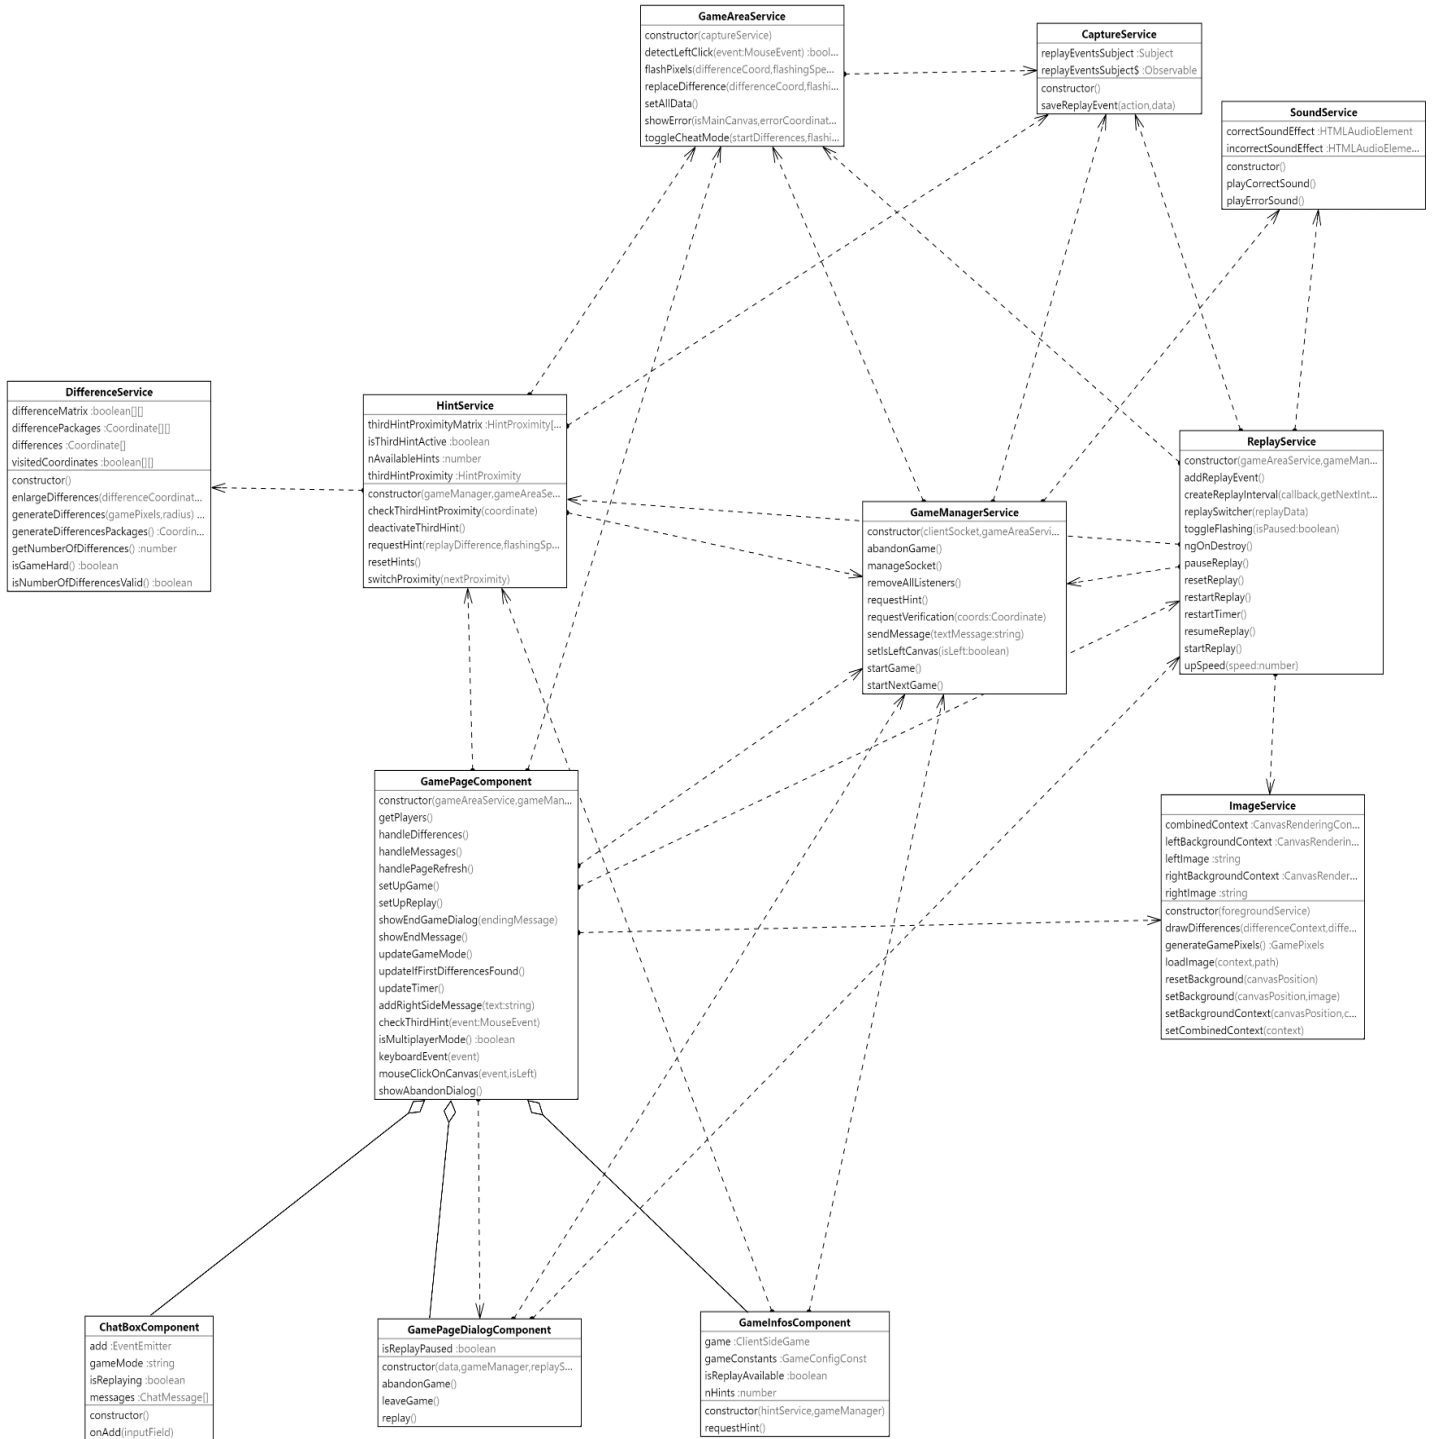 GameAreaService
constructor(captureService)
detectLeftClick(event:MouseEvent) :bool...
flashPixels(differenceCoord,flashingSpe...
replaceDifference(differenceCoord,flashi...
setAllData()
showError(isMainCanvas,errorCoordinat...
toggleCheatMode(startDifferences,flashi...
CaptureService
replayEventsSubject :Subject
replayEventsSubject$ :Observable
constructor()
saveReplayEvent(action,data)
SoundService
correctSoundEffect :HTMLAudioElement
incorrectSoundEffect :HTMLAudioEleme...
constructor()
playCorrectSound()
playErrorSound()
DifferenceService
differenceMatrix :boolean[][]
differencePackages :Coordinate[][]
differences :Coordinate[]
visitedCoordinates :boolean[][]
constructor()
enlargeDifferences(differenceCoordinat...
generateDifferences(gamePixels,radius) ...
generateDifferencesPackages() :Coordin...
getNumberOfDifferences() :number
isGameHard() :boolean
isNumberOfDifferencesValid() :boolean
HintService
thirdHintProximityMatrix :HintProximity[...
isThirdHintActive :boolean
nAvailableHints :number
thirdHintProximity :HintProximity
constructor(gameManager,gameAreaSe...
checkThirdHintProximity(coordinate)
deactivateThirdHint()
requestHint(replayDifference,flashingSp...
resetHints()
switchProximity(nextProximity)
GameManagerService
constructor(clientSocket,gameAreaServi...
abandonGame()
manageSocket()
removeAllListeners()
requestHint()
requestVerification(coords:Coordinate)
sendMessage(textMessage:string)
setIsLeftCanvas(isLeft:boolean)
startGame()
startNextGame()
ReplayService
constructor(gameAreaService,gameMan...
addReplayEvent()
createReplayInterval(callback,getNextInt...
replaySwitcher(replayData)
toggleFlashing(isPaused:boolean)
ngOnDestroy()
pauseReplay()
resetReplay()
restartReplay()
restartTimer()
resumeReplay()
startReplay()
upSpeed(speed:number)
GamePageComponent
constructor(gameAreaService,gameMan...
getPlayers()
handleDifferences()
handleMessages()
handlePageRefresh()
setUpGame()
setUpReplay()
showEndGameDialog(endingMessage)
showEndMessage()
updateGameMode()
updateIfFirstDifferencesFound()
updateTimer()
addRightSideMessage(text:string)
checkThirdHint(event:MouseEvent)
isMultiplayerMode() :boolean
keyboardEvent(event)
mouseClickOnCanvas(event,isLeft)
showAbandonDialog()
ImageService
combinedContext :CanvasRenderingCon...
leftBackgroundContext :CanvasRenderin...
leftImage :string
rightBackgroundContext :CanvasRender...
rightImage :string
constructor(foregroundService)
drawDifferences(differenceContext,diffe...
generateGamePixels() :GamePixels
loadImage(context,path)
resetBackground(canvasPosition)
setBackground(canvasPosition,image)
setBackgroundContext(canvasPosition,c...
setCombinedContext(context)
ChatBoxComponent
add :EventEmitter
gameMode :string
isReplaying :boolean
messages :ChatMessage[]
constructor()
onAdd(inputField)
GamePageDialogComponent
isReplayPaused :boolean
constructor(data,gameManager,replayS...
abandonGame()
leaveGame()
replay()
GameInfosComponent
game :ClientSideGame
gameConstants :GameConfigConst
isReplayAvailable :boolean
nHints :number
constructor(hintService,gameManager)
requestHint()